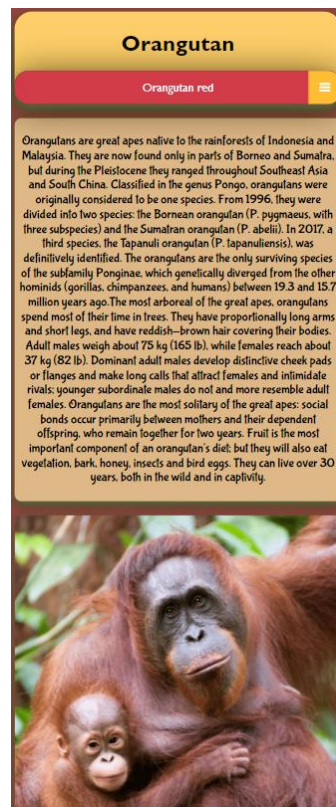 Orangutan
Orangutan red
Orangutans are great apes native to the rainforests of Indonesia and
Malaysia. They are now found only in parts of Borneo and Sumatra,
but during the Pleistocene they ranged throughout Southeast Asia
and South China. Classified in the genus Pongo, orangutans were
originally considered to be one species. From 1996, they were
divided into two species: the Bornean orangutan (P. pygmaeus, with
three subspecies) and the Sumatran orangutan (P. abelii). In 2017, a
third species, the Tapanuli orangutan (P. tapanuliensis), was
definitively identified. The orangutans are the only surviving species
of the subfamily Ponginae, which genetically diverged from the other
hominids (gorillas, chimpanzees, and humans) between 19.3 and 15.7
million years ago.The most arboreal of the great apes, orangutans
spend most of their time in trees. They have proportionally long arms
and short legs, and have reddish-brown hair covering their bodies.
Adult males weigh about 75 kg (165 lb), while females reach about
37 kg (82 lb). Dominant adult males develop distinctive cheek pads
or flanges and make long calls that attract females and intimidate
rivals; younger subordinate males do not and more resemble adult
females. Orangutans are the most solitary of the great apes: social
bonds occur primarily between mothers and their dependent
offspring, who remain together for two years. Fruit is the most
important component of an orangutan's diet; but they will also eat
vegetation, bark, honey, insects and bird eggs. They can live over 30
years, both in the wild and in captivity.